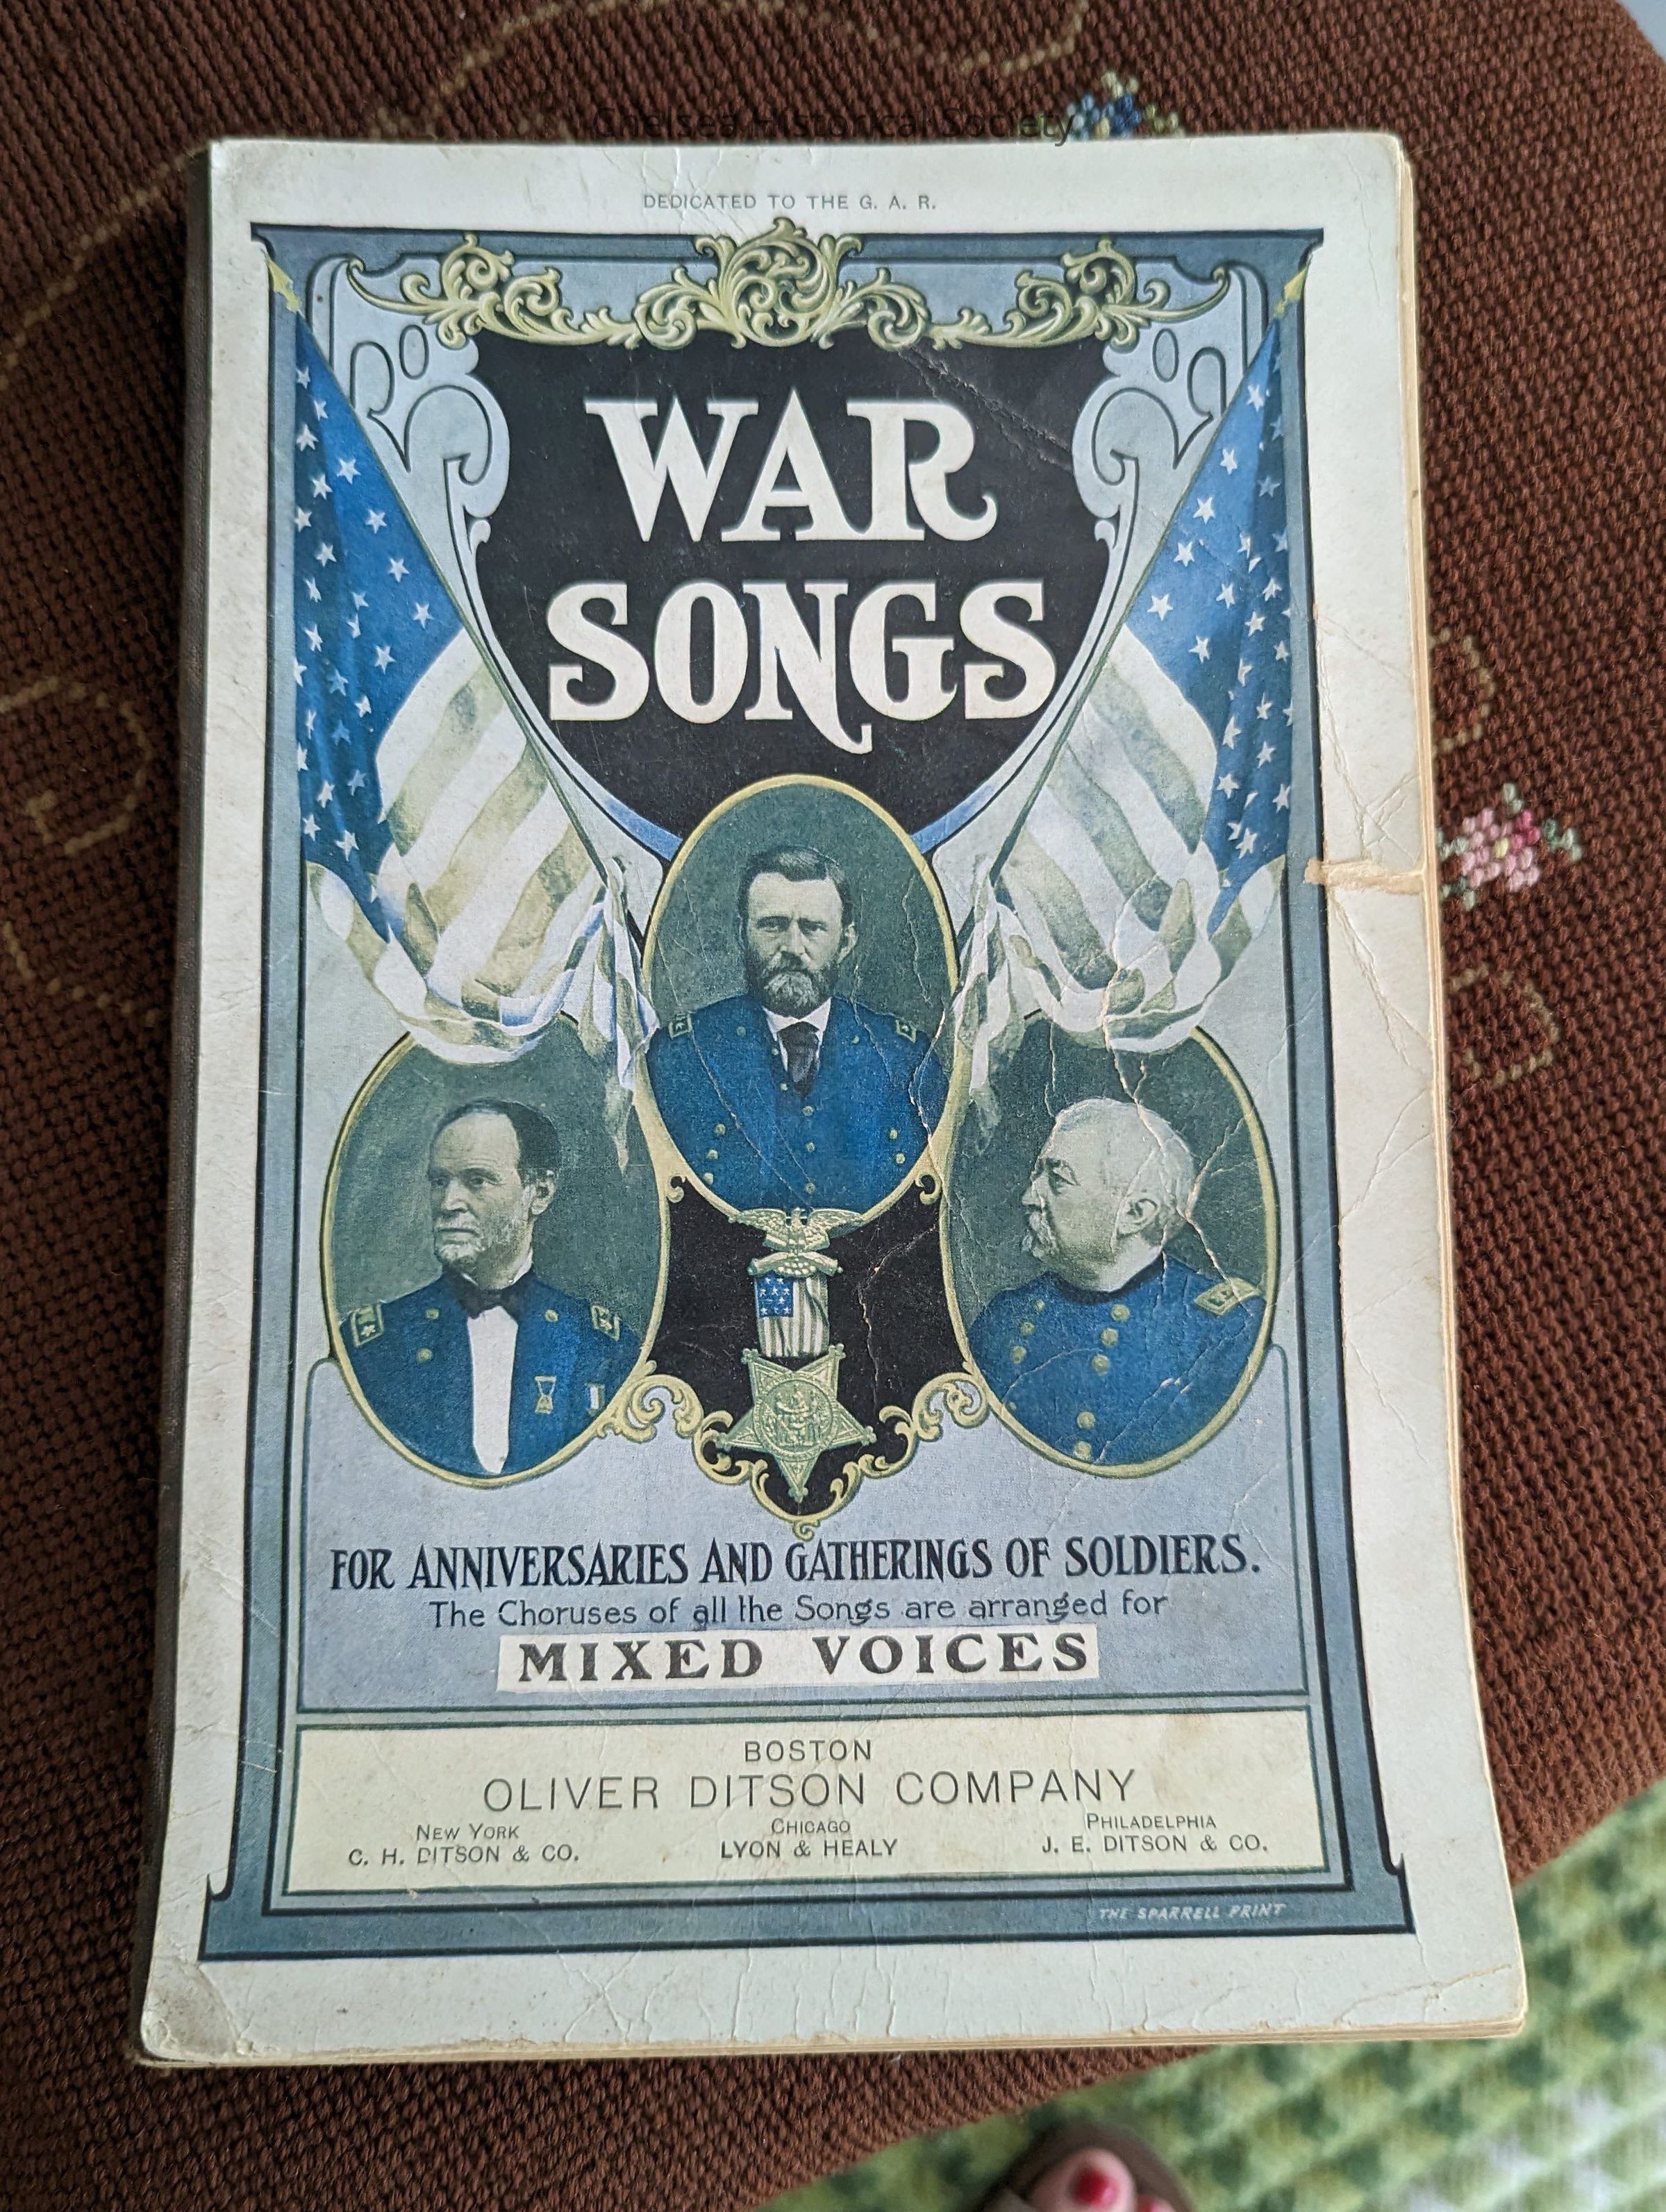 Chelsea Historical Society
DEDICATED TO THE G. A. R.
WAR
SONGS
FOR ANNIVERSARIES AND GATHERINGS OF SOLDIERS.
The Choruses of all the Songs are arranged for
MIXED VOICES
BOSTON
OLIVER DITSON COMPANY
NEW YORK CHICAGO PHILADELPHIA
C. H. DITSON & CO. LYON & HEALY J. E. DITSON & CO.
THE SPARRELL PRINT